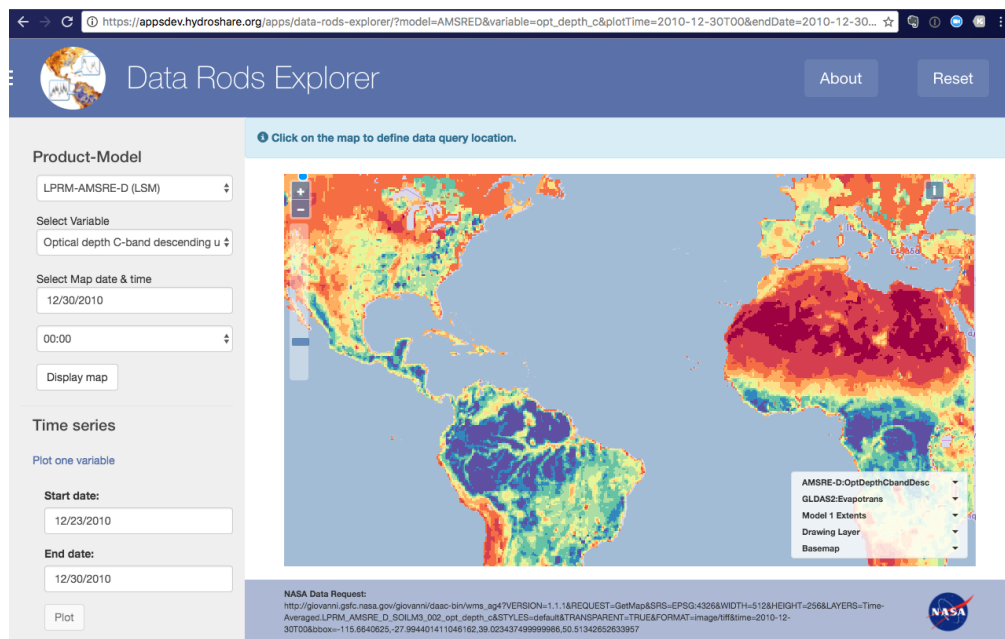 https://appsdev.hydroshare.org/apps/data-rods-explorer/?model=AMSRED&variable=opt_depth_c&plotTime=2010-12-30T00&endDate=2010-12-30...
Data Rods Explorer
About
Reset
Click on the map to define data query location.
Product-Model
LPRM-AMSRE-D (LSM)
Select Variable
Optical depth C-band descending u
Select Map date & time
12/30/2010
00:00
Display map
Time series
Plot one variable
Start date:
12/23/2010
End date:
12/30/2010
Plot
+
−
i
AMSRE-D:OptDepthCbandDesc
GLDAS2:Evapotrans
Model 1 Extents
Drawing Layer
Basemap
NASA Data Request:
http://giovanni.gsfc.nasa.gov/giovanni/daac-bin/wms_ag4?VERSION=1.1.1&REQUEST=GetMap&SRS=EPSG:4326&WIDTH=512&HEIGHT=256&LAYERS=Time-
Averaged.LPRM_AMSRE_D_SOILM3_002_opt_depth_c&STYLES=default&TRANSPARENT=TRUE&FORMAT=image/tiff&time=2010-12-
30T00&bbox=-115.6640625,-27.994401411046162,39.023437499999986,50.51342652633957
NASA